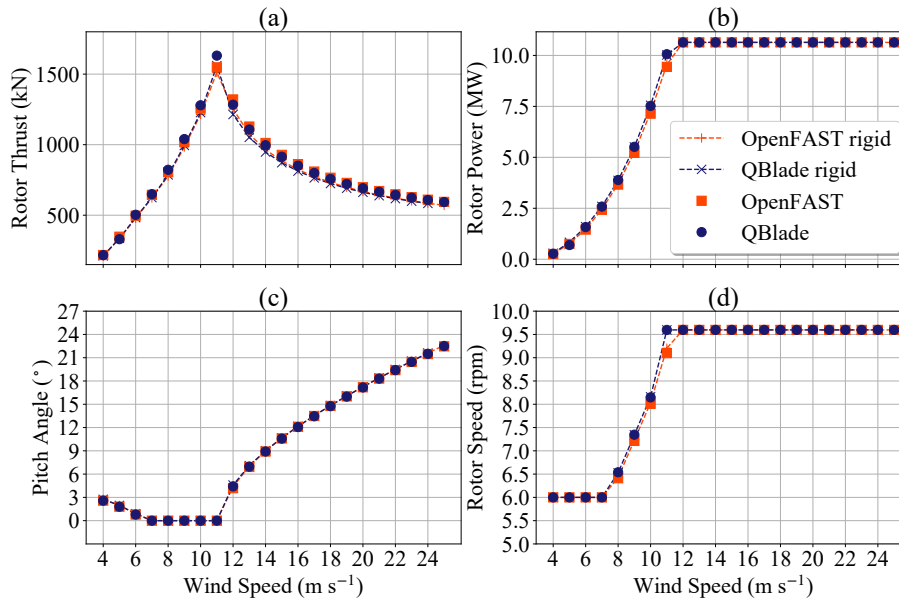 (a)
Rotor Thrust (kN)
1500
1000
500
(b)
Rotor Power (MW)
10.0
7.5
5.0
2.5
0.0
OpenFAST rigid
QBlade rigid
OpenFAST
QBlade
(c)
Pitch Angle (°)
27
24
21
18
15
12
9
6
3
0
4 6 8 10 12 14 16 18 20 22 24
Wind Speed (m s⁻¹)
(d)
Rotor Speed (rpm)
10.0
9.5
9.0
8.5
8.0
7.5
7.0
6.5
6.0
5.5
5.0
4 6 8 10 12 14 16 18 20 22 24
Wind Speed (m s⁻¹)